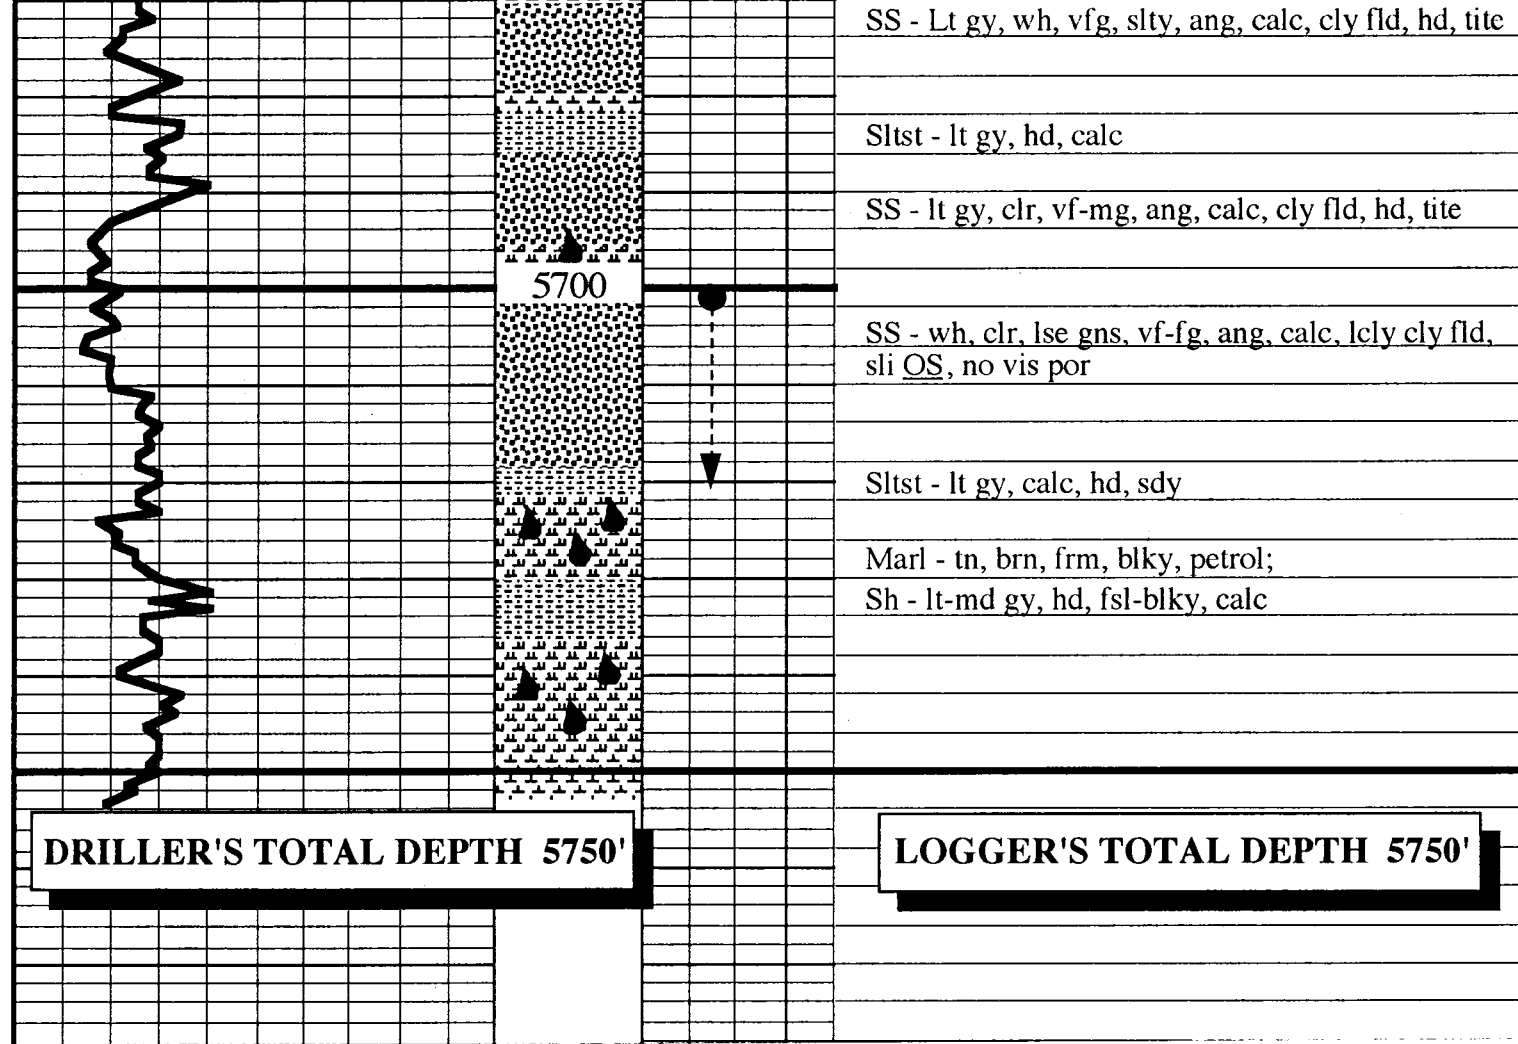 SS - Lt gy, wh, vfg, slty, ang, calc, cly fld, hd, tite
Sltst - lt gy, hd, calc
SS - lt gy, clr, vf-mg, ang, calc, cly fld, hd, tite
5700
SS - wh, clr, lse gns, vf-fg, ang, calc, lcly cly fld,
sli OS, no vis por
Sltst - lt gy, calc, hd, sdy
Marl - tn, brn, frm, blky, petrol;
Sh - lt-md gy, hd, fsl-blky, calc
DRILLER'S TOTAL DEPTH 5750'
LOGGER'S TOTAL DEPTH 5750'